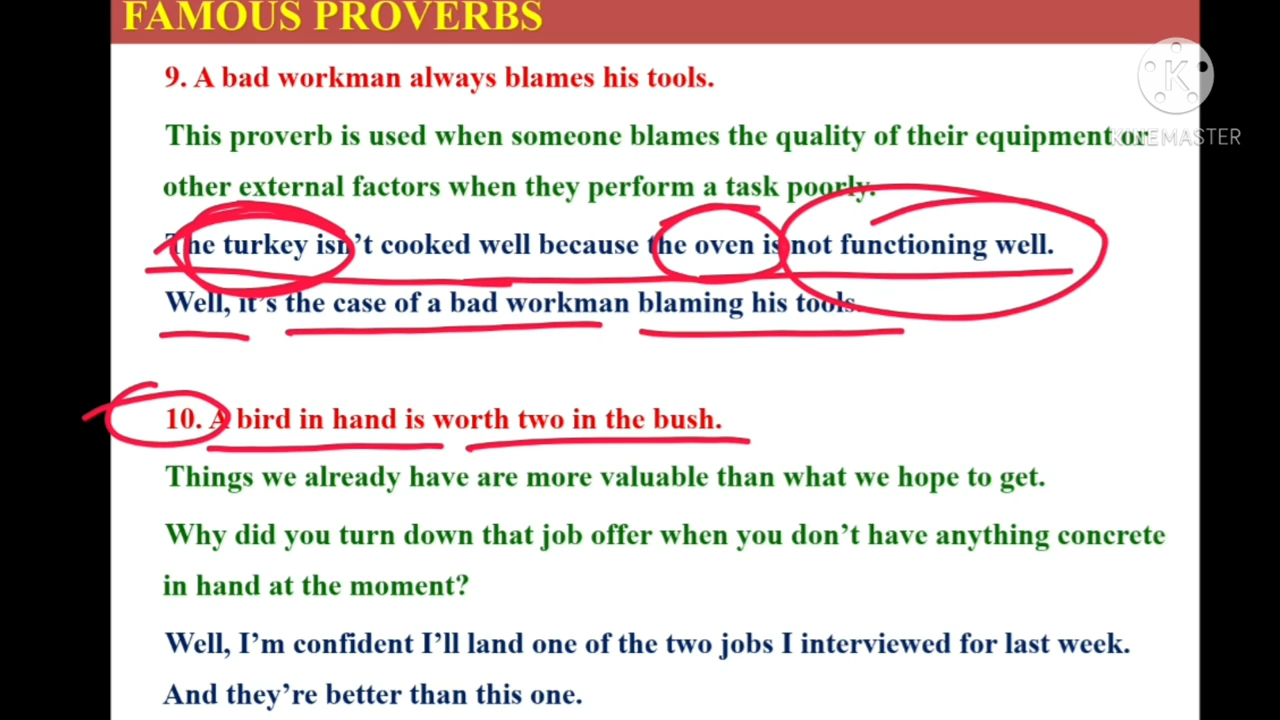 FAMOUS PROVERBS
9. A bad workman always blames his tools.
K
This proverb is used when someone blames the quality of their equipment or
KINEMASTER
other external factors when they perform a task poorly.
The turkey isn't cooked well because the oven is not functioning well.
Well, it's the case of a bad workman blaming his tools.
10. A bird in hand is worth two in the bush.
Things we already have are more valuable than what we hope to get.
Why did you turn down that job offer when you don't have anything concrete
in hand at the moment?
Well, I'm confident I'll land one of the two jobs I interviewed for last week.
And they're better than this one.